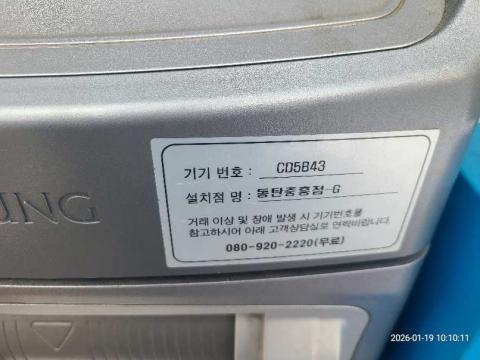 UNG
기기 번호 : CD5B43
설치점 명 : 동탄중흥점-G
거래 이상 및 장애 발생 시 기기번호를
참고하시어 아래 고객상담실로 연락바랍니다.
080-920-2220(무료)
2026-01-19 10:10:11